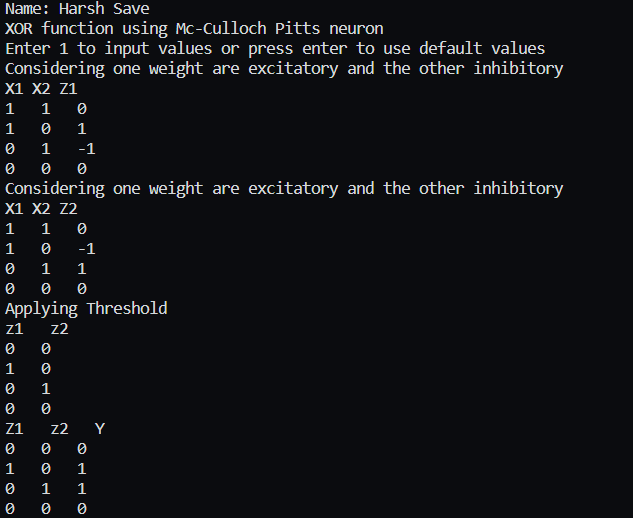 Name: Harsh Save
XOR function using Mc-Culloch Pitts neuron
Enter 1 to input values or press enter to use default values
Considering one weight are excitatory and the other inhibitory
X1 X2 Z1
1 1 0
1 0 1
0 1 -1
0 0 0
Considering one weight are excitatory and the other inhibitory
X1 X2 Z2
1 1 0
1 0 -1
0 1 1
0 0 0
Applying Threshold
z1 z2
0 0
1 0
0 1
0 0
Z1 z2 Y
0 0 0
1 0 1
0 1 1
0 0 0